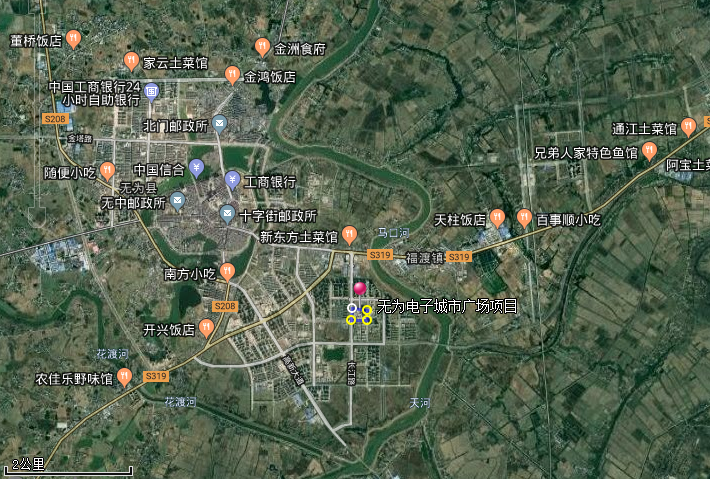 董桥饭店
金洲食府
家云土菜馆
金鸿饭店
中国工商银行24
小时自助银行
国
S208
北门邮政所
金塔路
通江土菜馆
兄弟人家特色鱼馆
阿宝土菜
随便小吃
中国信合
¥
工商银行
¥
无为县
无中邮政所
十字街邮政所
天柱饭店
百事顺小吃
新东方土菜馆
马口河
S319
福渡镇
S319
南方小吃
S208
无为电子城市广场项目
开兴饭店
花渡河
农佳乐野味馆
S319
长江路
花渡河
天河
2公里